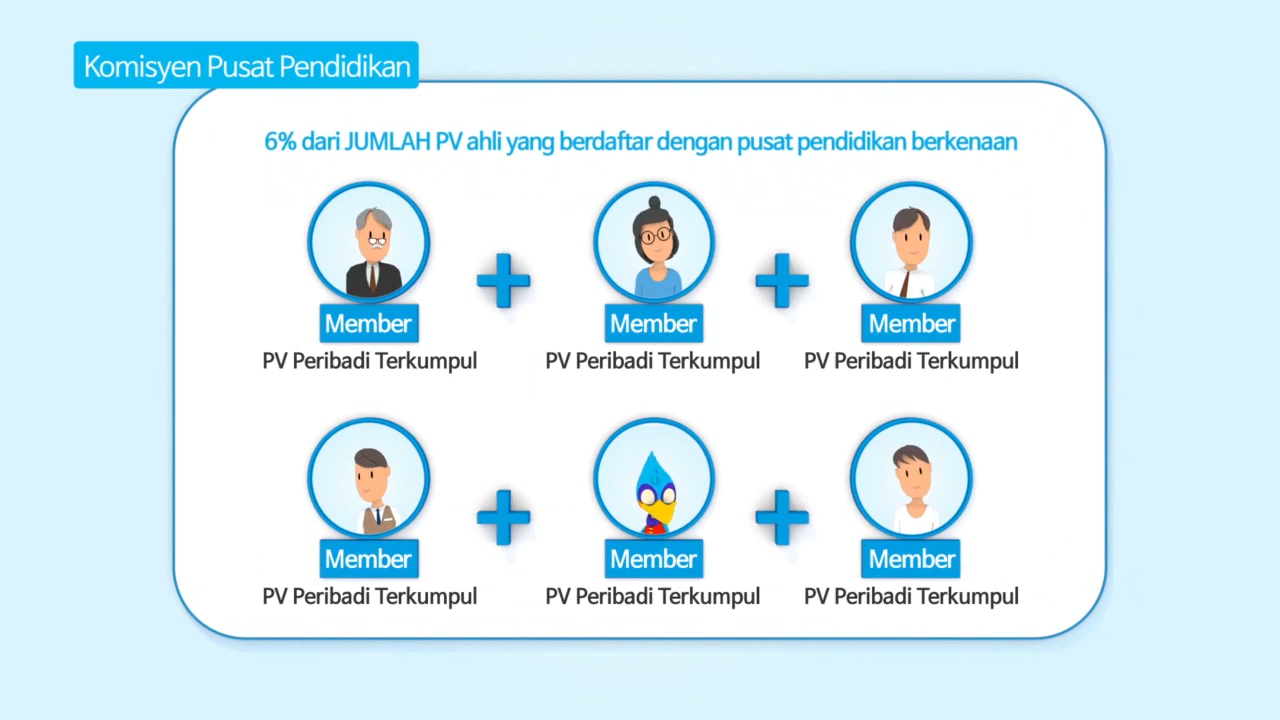 Komisyen Pusat Pendidikan
6% dari JUMLAH PV ahli yang berdaftar dengan pusat pendidikan berkenaan
Member Member Member
PV Peribadi Terkumpul PV Peribadi Terkumpul PV Peribadi Terkumpul
Member Member Member
PV Peribadi Terkumpul PV Peribadi Terkumpul PV Peribadi Terkumpul